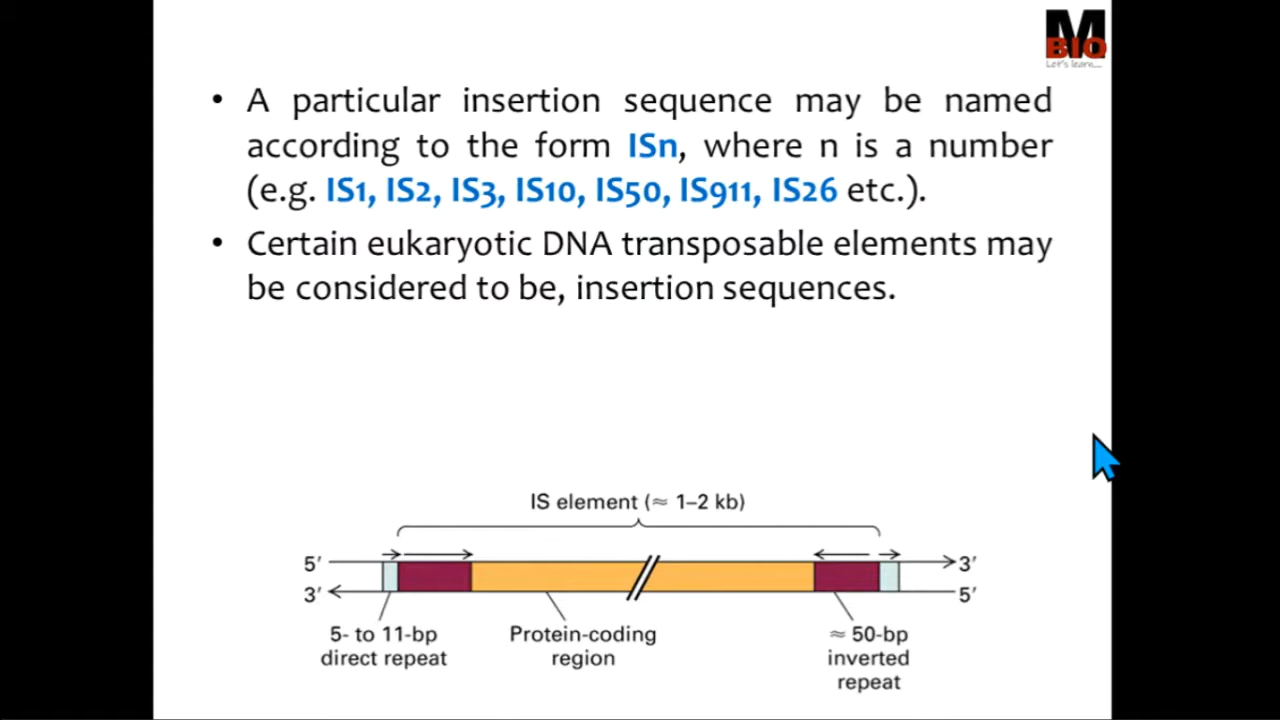 M
BIO
Let's learn....
• A particular insertion sequence may be named
according to the form ISn, where n is a number
(e.g. IS1, IS2, IS3, IS10, IS50, IS911, IS26 etc.).
• Certain eukaryotic DNA transposable elements may
be considered to be, insertion sequences.
IS element (≈ 1–2 kb)
5′ 3′
3′ 5′
5- to 11-bp
direct repeat
Protein-coding
region
≈ 50-bp
inverted
repeat